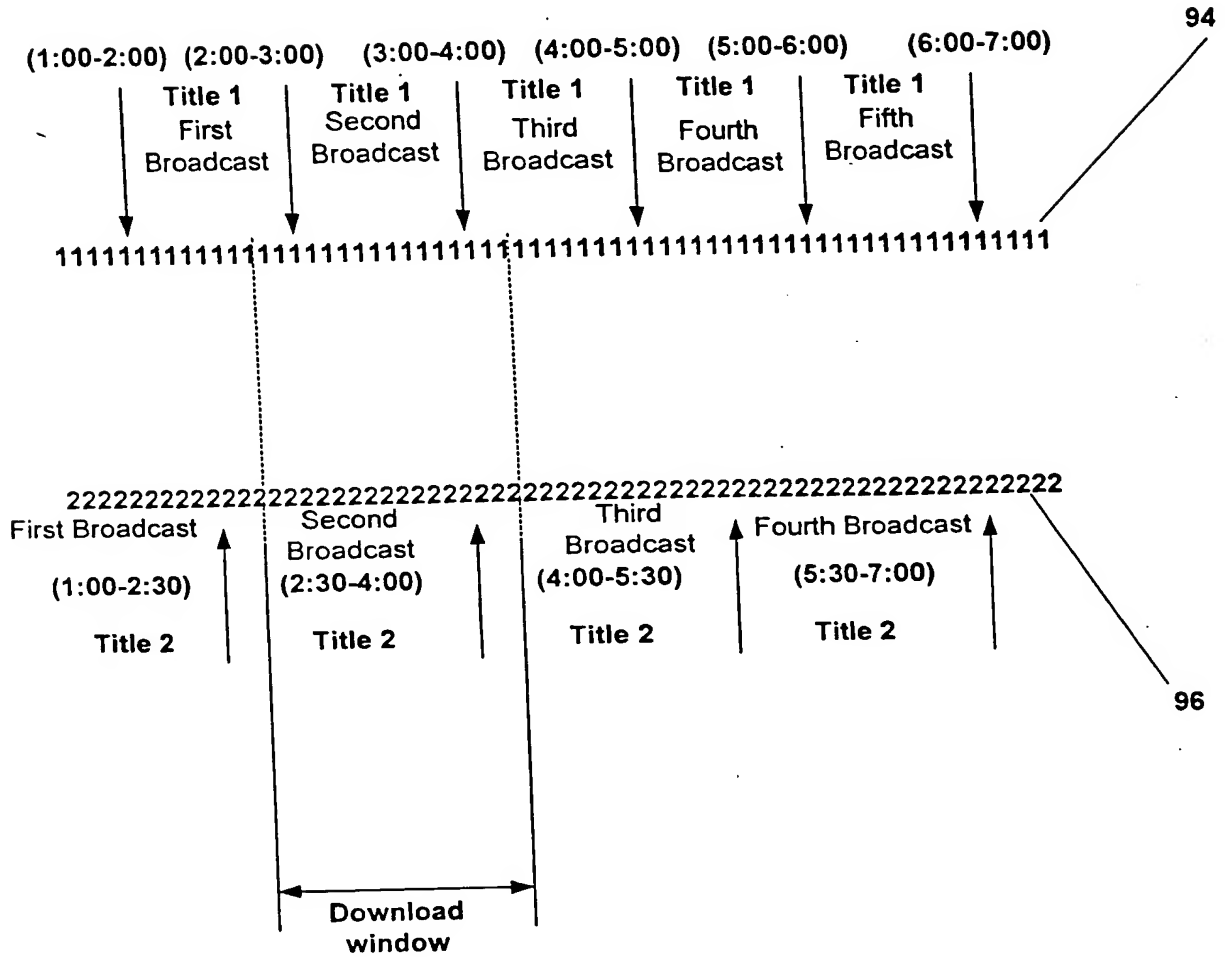 94
(1:00-2:00) (2:00-3:00) (3:00-4:00) (4:00-5:00) (5:00-6:00) (6:00-7:00)
Title 1 Title 1 Title 1 Title 1 Title 1
First Second Third Fourth Fifth
Broadcast Broadcast Broadcast Broadcast Broadcast
111111111111111111111111111111111111111111111111111111111111111
222222222222222222222222222222222222222222222222222222222222222
First Broadcast Second Broadcast Third Broadcast Fourth Broadcast
(1:00-2:30) (2:30-4:00) (4:00-5:30) (5:30-7:00)
Title 2 Title 2 Title 2 Title 2
96
Download
window